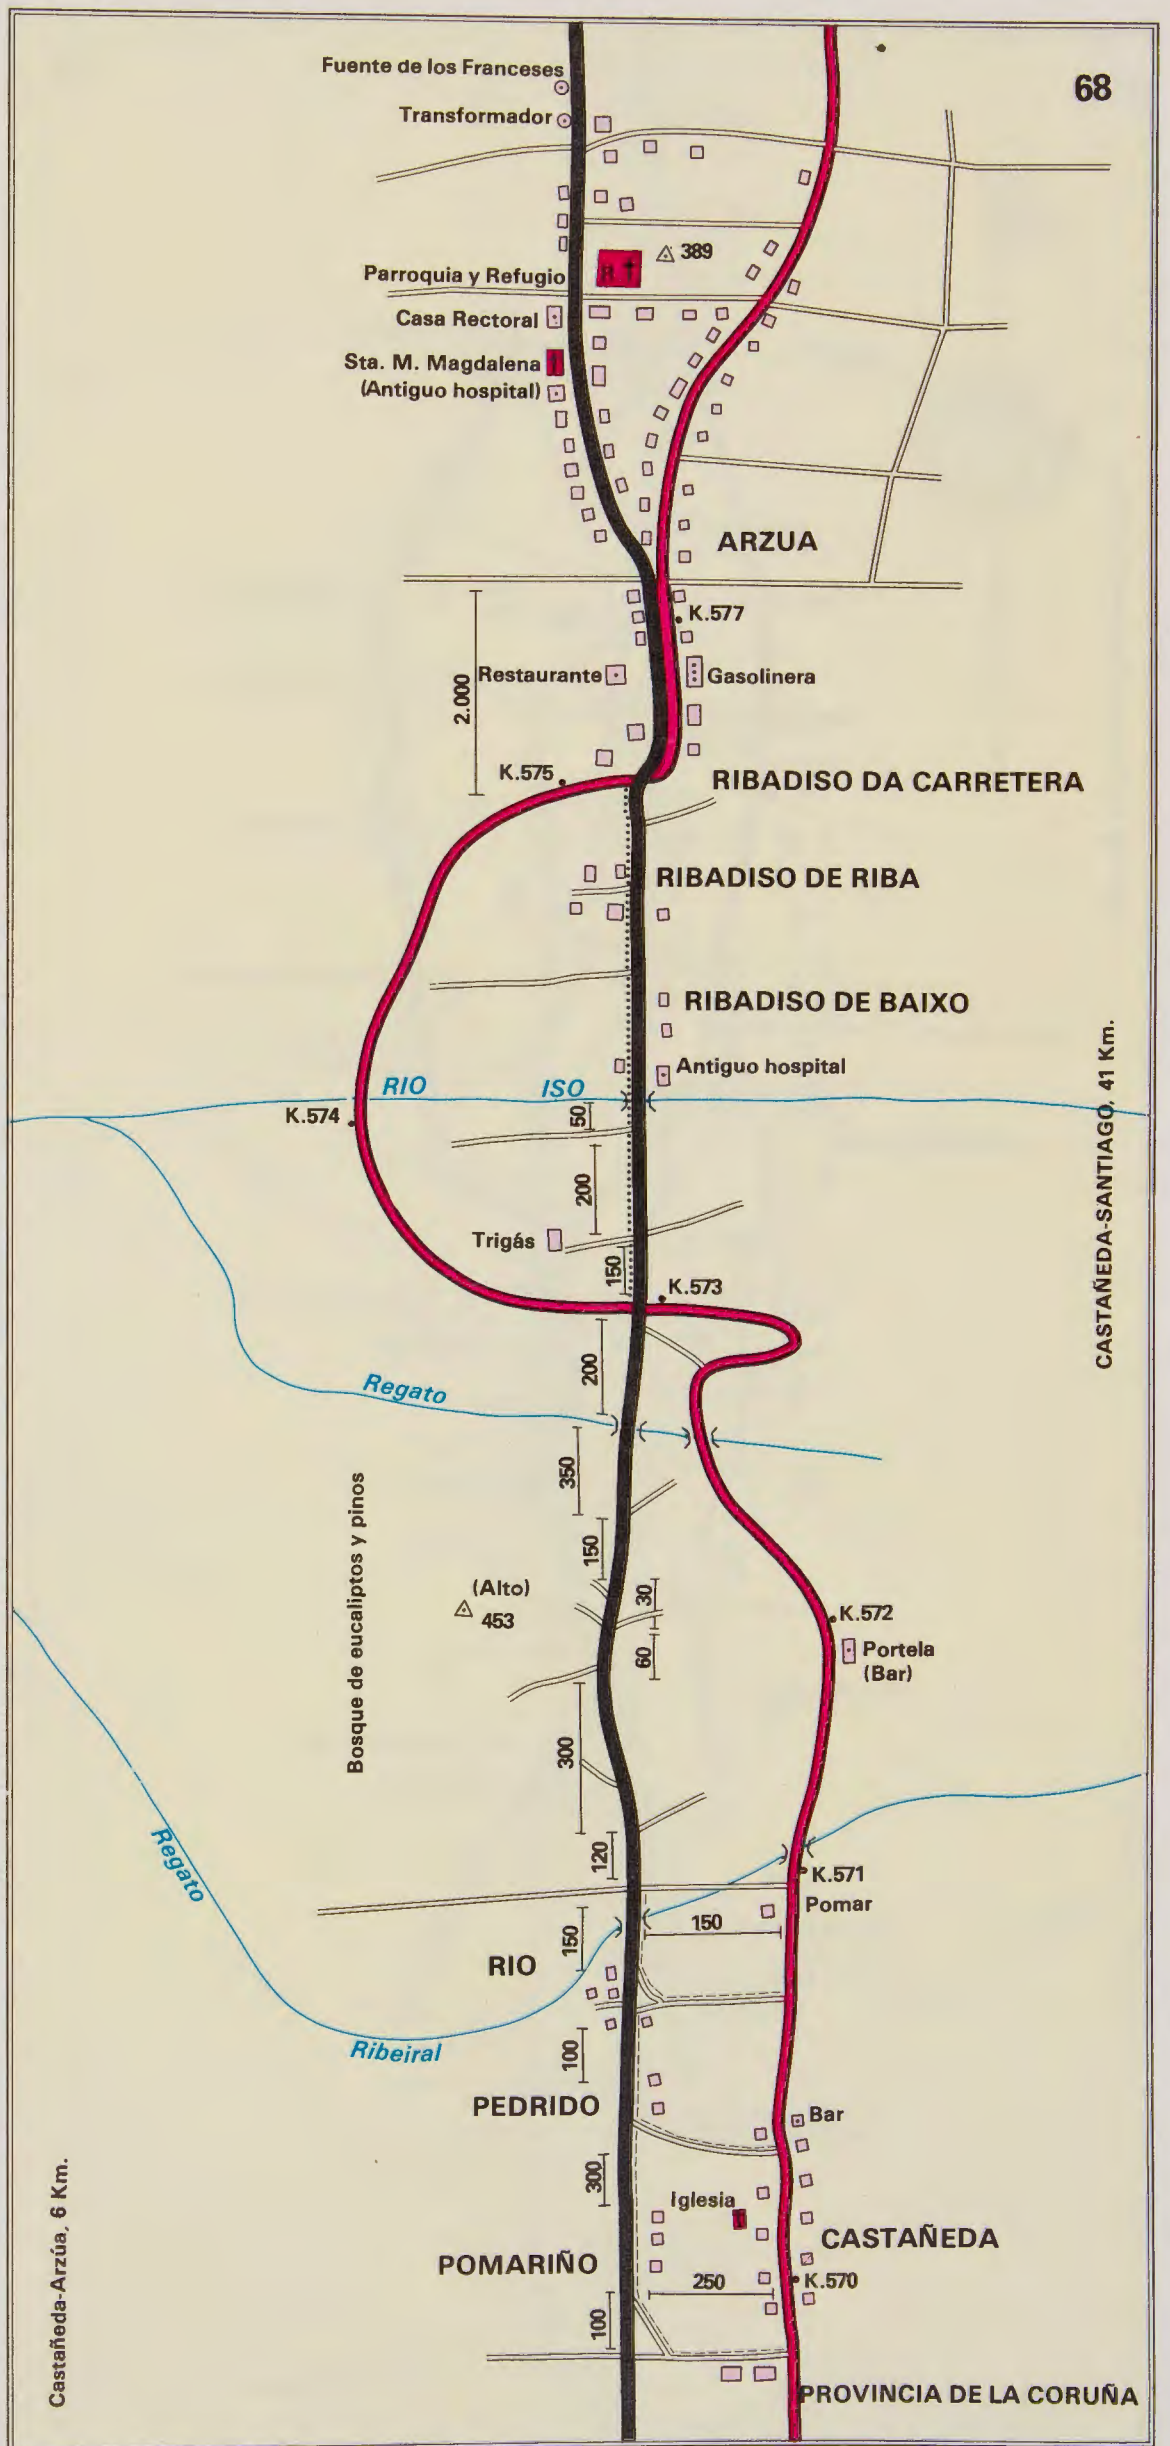 68
Fuente de los Franceses
Transformador
389
R
Parroquia y Refugio
Casa Rectoral
Sta. M. Magdalena
(Antiguo hospital)
ARZUA
K.577
2.000
Restaurante
Gasolinera
K.575
RIBADISO DA CARRETERA
RIBADISO DE RIBA
RIBADISO DE BAIXO
Antiguo hospital
RIO ISO
K.574
50
200
CASTAÑEDA-SANTIAGO, 41 Km.
Trigás
150
K.573
200
Regato
350
Bosque de eucaliptos y pinos
150
(Alto)
453
30
K.572
60
Portela
(Bar)
300
Regato
120
K.571
Pomar
150
150
RIO
Ribeiral
100
PEDRIDO
Bar
300
Iglesia
CASTAÑEDA
POMARIÑO
K.570
250
100
Castañeda-Arzúa, 6 Km.
PROVINCIA DE LA CORUÑA